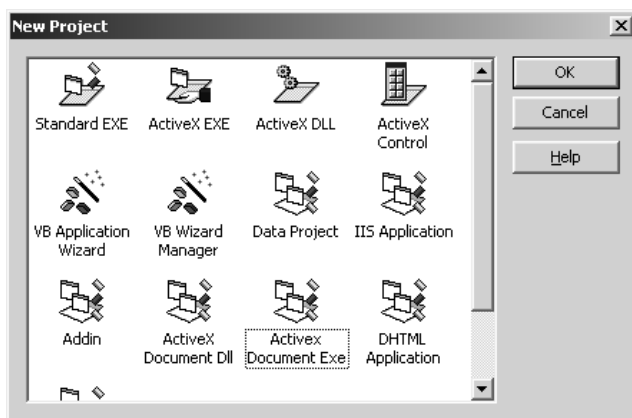 New Project
Standard EXE
ActiveX EXE
ActiveX DLL
ActiveX
Control
VB Application
Wizard
VB Wizard
Manager
Data Project
IIS Application
Addin
ActiveX
Document Dll
Activex
Document Exe
DHTML
Application
OK
Cancel
Help